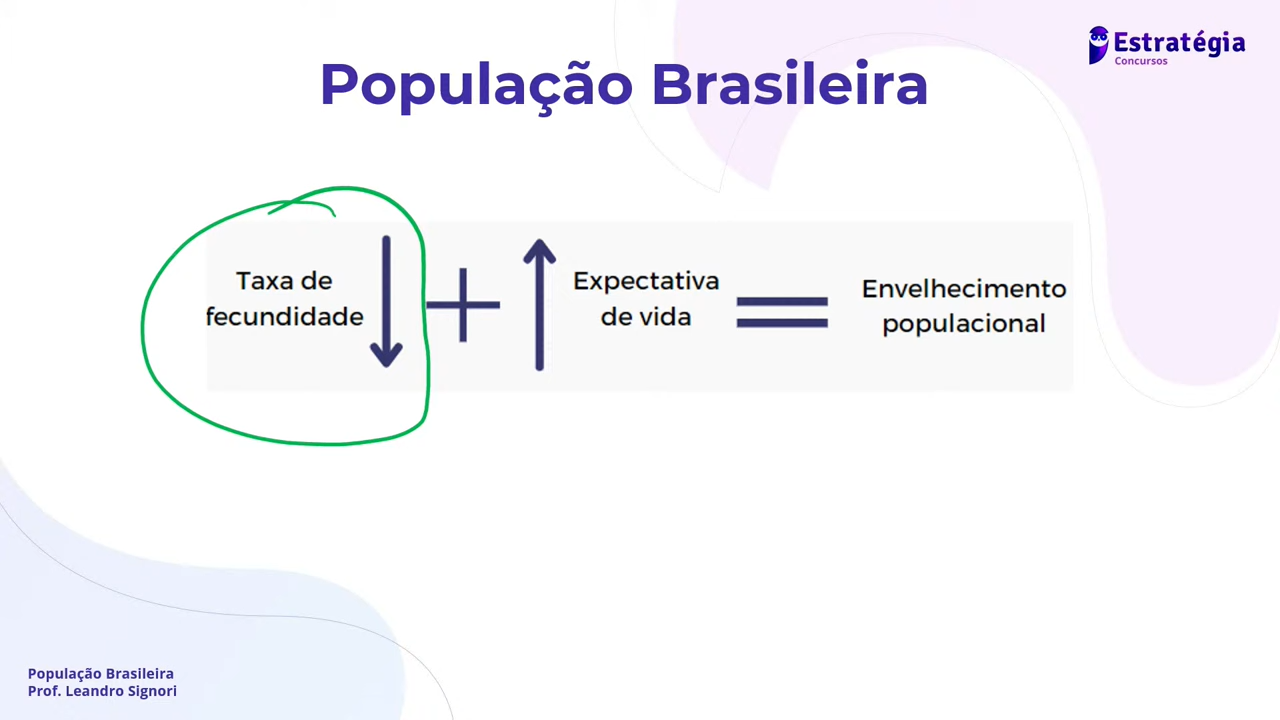 Estratégia
Concursos
População Brasileira
Taxa de
fecundidade
Expectativa
de vida
Envelhecimento
populacional
População Brasileira
Prof. Leandro Signori